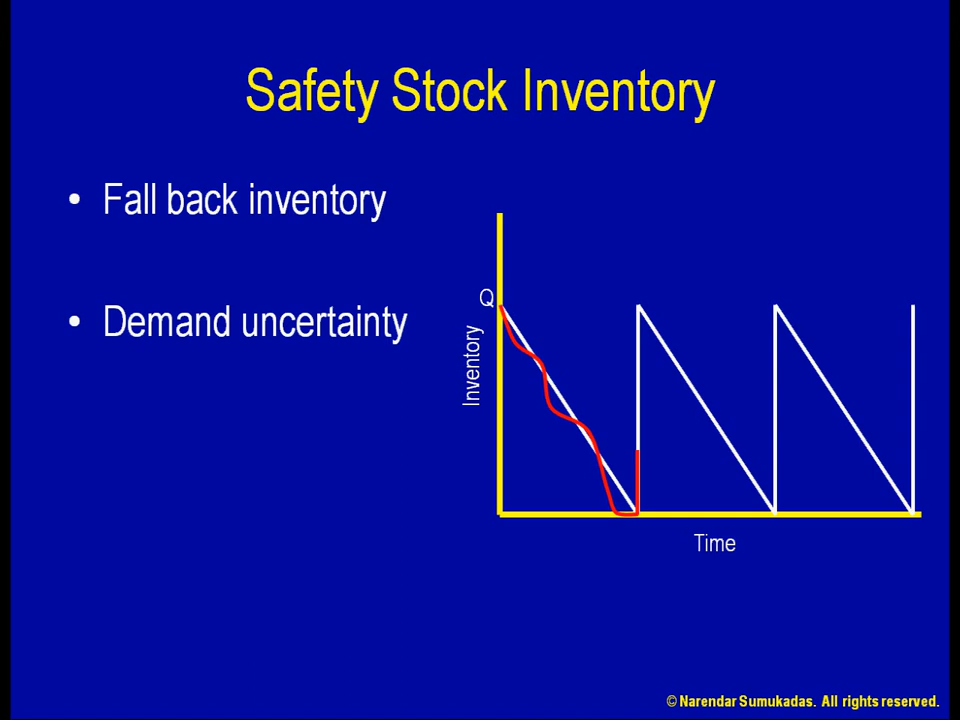 Safety Stock Inventory
• Fall back inventory
• Demand uncertainty
Q
Inventory
Time
© Narendar Sumukadas. All rights reserved.